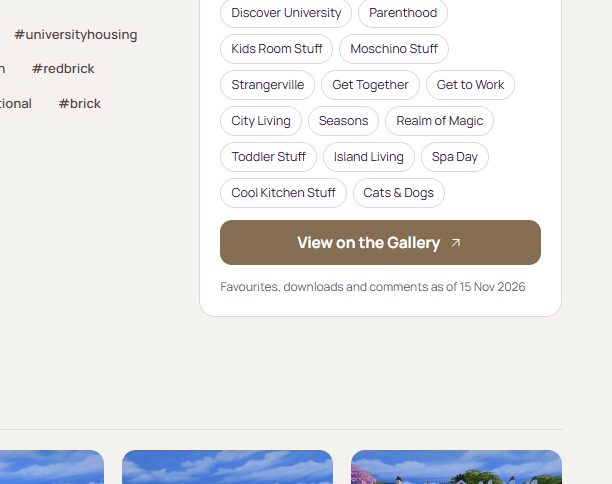 #universityhousing
#redbrick
#brick
Discover University Parenthood
Kids Room Stuff Moschino Stuff
Strangerville Get Together Get to Work
City Living Seasons Realm of Magic
Toddler Stuff Island Living Spa Day
Cool Kitchen Stuff Cats & Dogs
View on the Gallery
Favourites, downloads and comments as of 15 Nov 2026